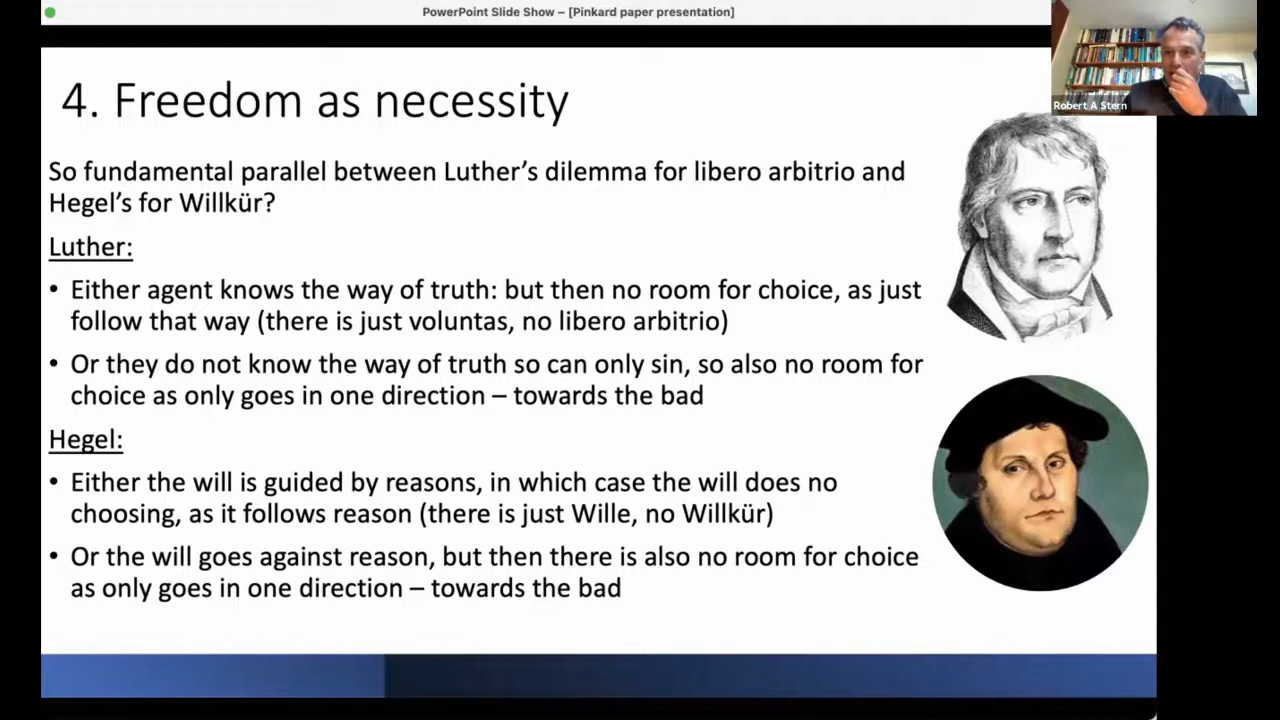 PowerPoint Slide Show – [Pinkard paper presentation]
Robert A Stern
4. Freedom as necessity
So fundamental parallel between Luther's dilemma for libero arbitrio and
Hegel's for Willkür?
Luther:
• Either agent knows the way of truth: but then no room for choice, as just
follow that way (there is just voluntas, no libero arbitrio)
• Or they do not know the way of truth so can only sin, so also no room for
choice as only goes in one direction – towards the bad
Hegel:
• Either the will is guided by reasons, in which case the will does no
choosing, as it follows reason (there is just Wille, no Willkür)
• Or the will goes against reason, but then there is also no room for choice
as only goes in one direction – towards the bad